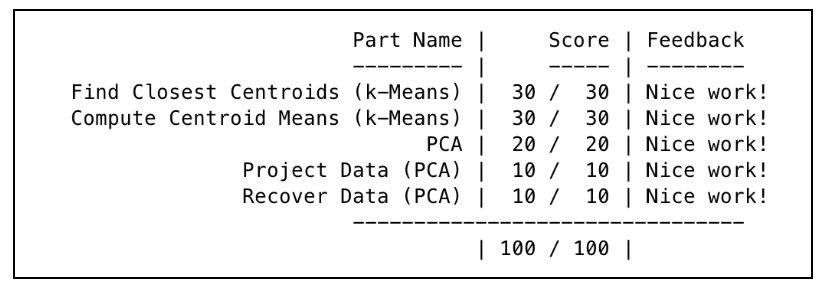 Part Name |     Score | Feedback
--------- |     ----- | --------
Find Closest Centroids (k-Means) |  30 /  30 | Nice work!
Compute Centroid Means (k-Means) |  30 /  30 | Nice work!
PCA |  20 /  20 | Nice work!
Project Data (PCA) |  10 /  10 | Nice work!
Recover Data (PCA) |  10 /  10 | Nice work!
--------------------------------
| 100 / 100 |